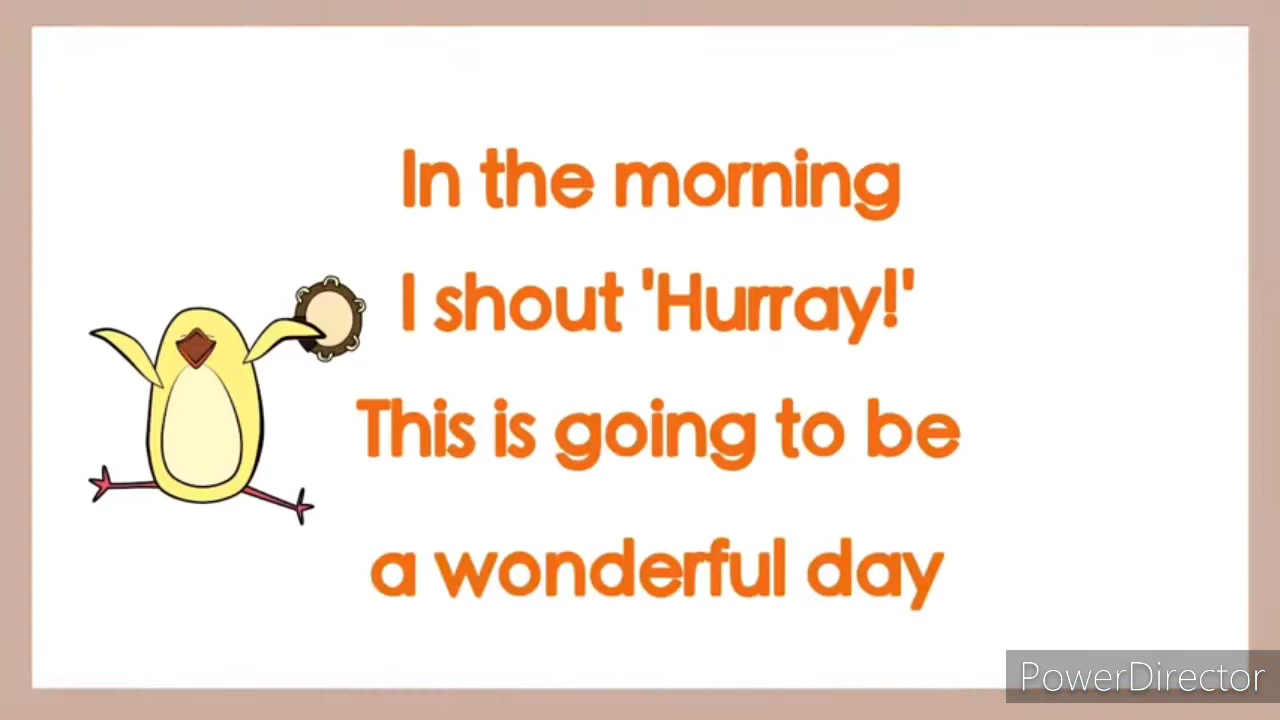 In the morning
I shout 'Hurray!'
This is going to be
a wonderful day
PowerDirector